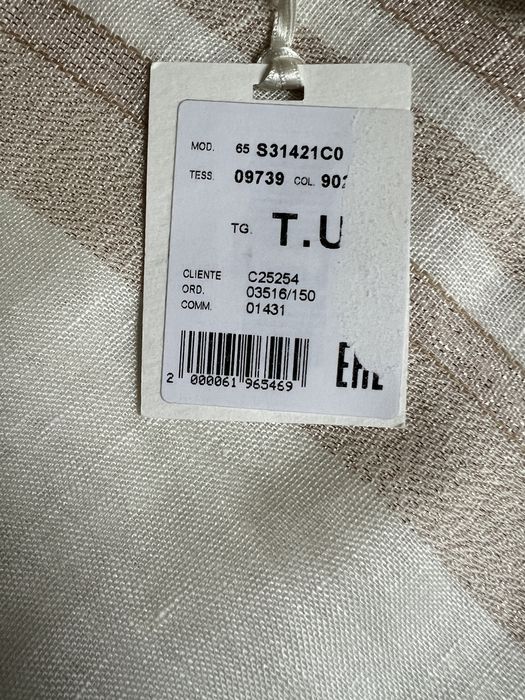 MOD. 65 S31421C0
TESS. 09739 COL. 902
TG. T.U
CLIENTE C25254
ORD. 03516/150
COMM. 01431
2 000061 965469
EAC